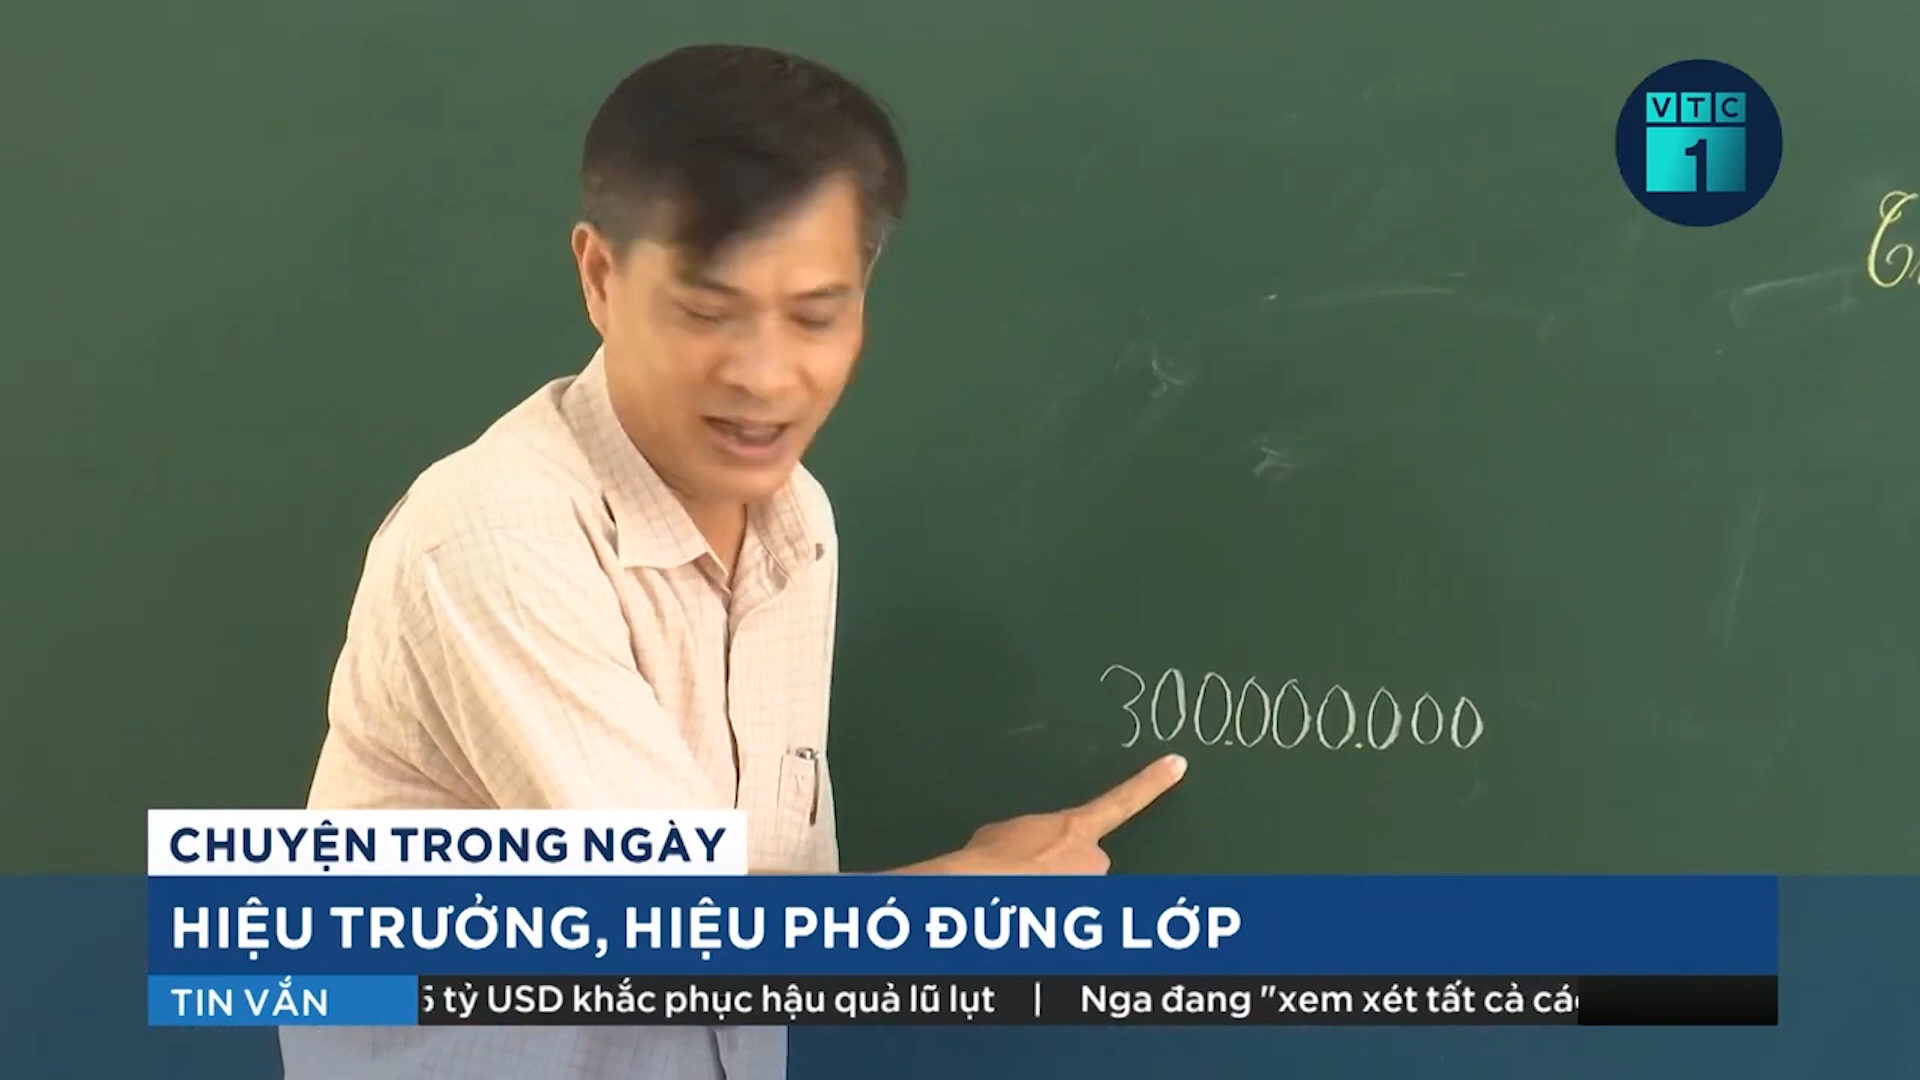 VTC
1
300.000.000
CHUYỆN TRONG NGÀY
HIỆU TRƯỞNG, HIỆU PHÓ ĐỨNG LỚP
TIN VẮN
tỷ USD khắc phục hậu quả lũ lụt | Nga đang "xem xét tất cả